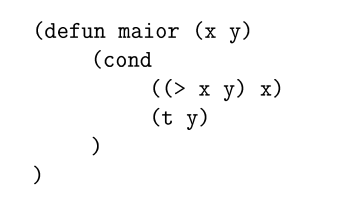 (defun maior (x y)
(cond
((> x y) x)
(t y)
)
)